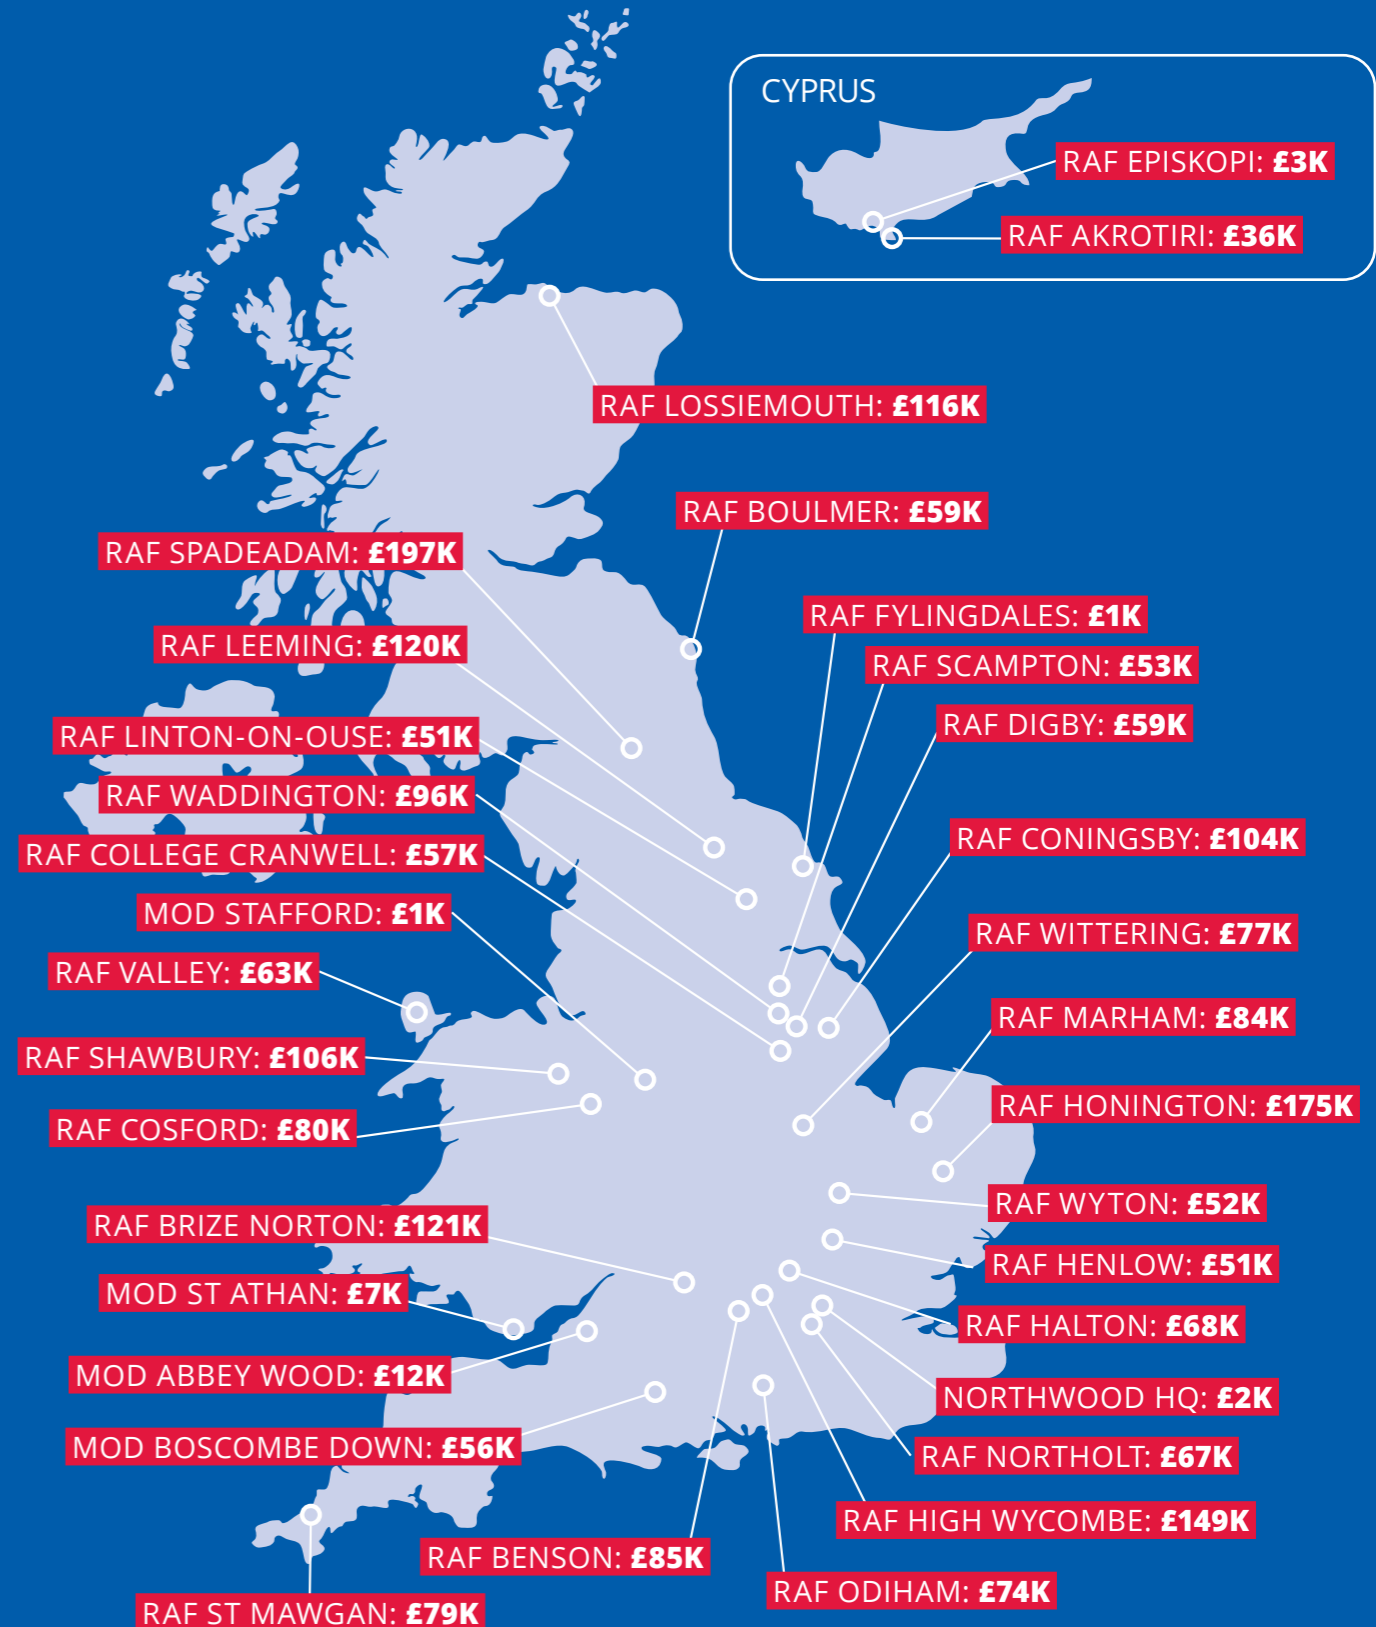 CYPRUS
RAF EPISKOPI: £3K
RAF AKROTIRI: £36K
RAF LOSSIEMOUTH: £116K
RAF BOULMER: £59K
RAF SPADEADAM: £197K
RAF FYLINGDALES: £1K
RAF LEEMING: £120K
RAF SCAMPTON: £53K
RAF DIGBY: £59K
RAF LINTON-ON-OUSE: £51K
RAF WADDINGTON: £96K
RAF CONINGSBY: £104K
RAF COLLEGE CRANWELL: £57K
MOD STAFFORD: £1K
RAF WITTERING: £77K
RAF VALLEY: £63K
RAF MARHAM: £84K
RAF SHAWBURY: £106K
RAF HONINGTON: £175K
RAF COSFORD: £80K
RAF WYTON: £52K
RAF BRIZE NORTON: £121K
RAF HENLOW: £51K
MOD ST ATHAN: £7K
RAF HALTON: £68K
MOD ABBEY WOOD: £12K
NORTHWOOD HQ: £2K
MOD BOSCOMBE DOWN: £56K
RAF NORTHOLT: £67K
RAF HIGH WYCOMBE: £149K
RAF BENSON: £85K
RAF ODIHAM: £74K
RAF ST MAWGAN: £79K